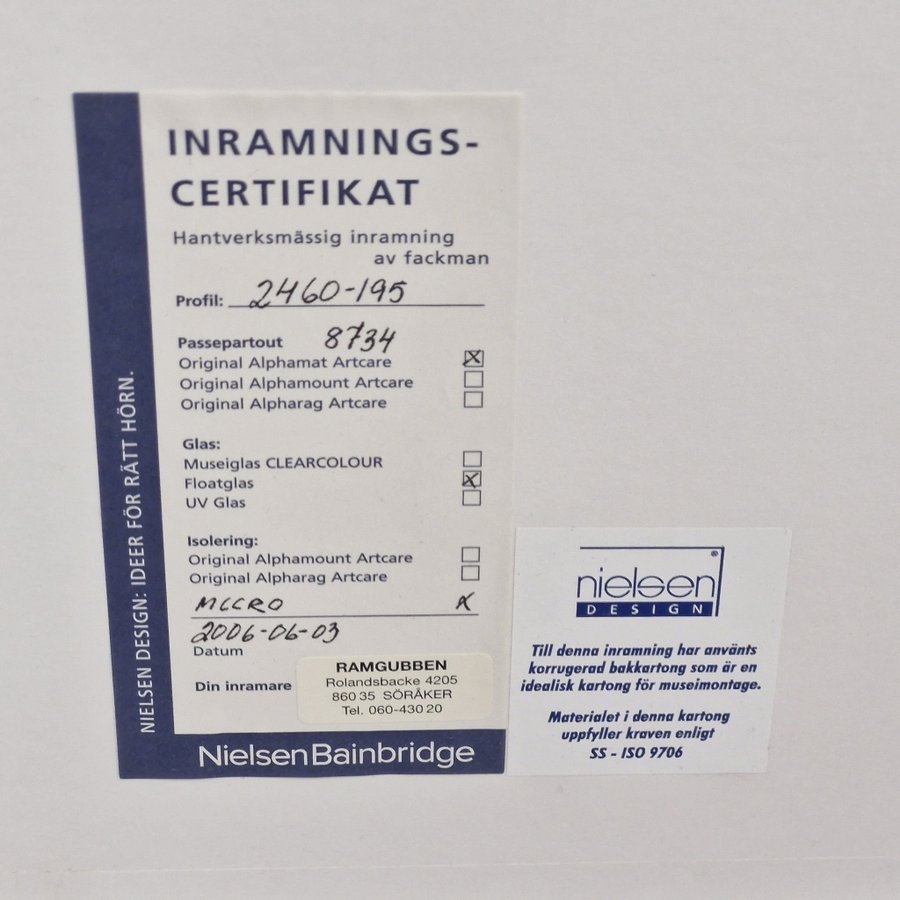 INRAMNINGS-
CERTIFIKAT
Hantverksmässig inramning
av fackman
Profil: 2460-195
Passepartout 8734
Original Alphamat Artcare
Original Alphamount Artcare
Original Alpharag Artcare
Glas:
Museiglas CLEARCOLOUR
Floatglas
UV Glas
Isolering:
Original Alphamount Artcare
Original Alpharag Artcare
MCCRO
2006-06-03
Datum
Din inramare
RAMGUBBEN
Rolandsbacke 4205
860 35 SÖRÅKER
Tel. 060-430 20
NielsenBainbridge
NIELSEN DESIGN: IDEER FÖR RÄTT HÖRN.
nielsen®
DESIGN
Till denna inramning har använts
korrugerad bakkartong som är en
idealisk kartong för museimontage.
Materialet i denna kartong
uppfyller kraven enligt
SS - ISO 9706